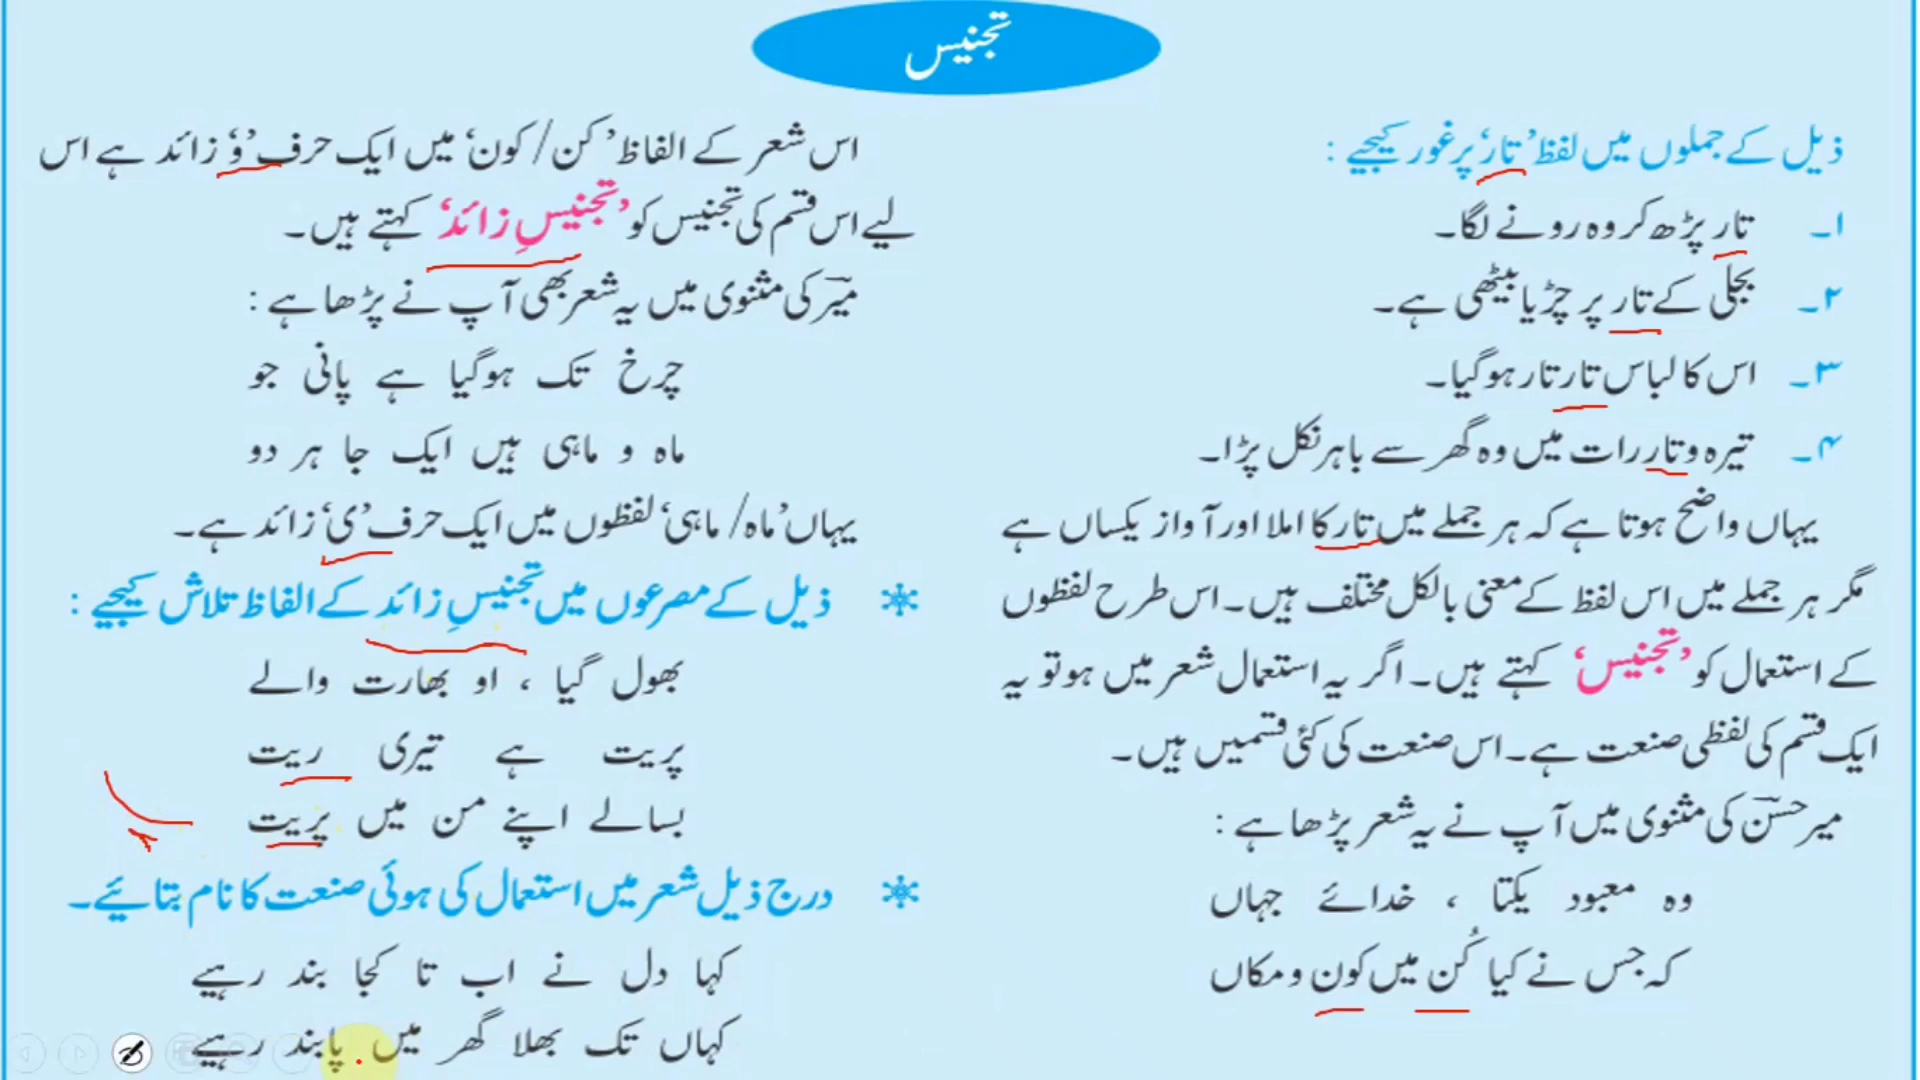 تجنیس
ذیل کے جملوں میں لفظ ’تار‘ پر غور کیجیے :
۱۔ تار پڑھ کر وہ رونے لگا۔
۲۔ بجلی کے تار پر چڑیا بیٹھی ہے۔
۳۔ اس کا لباس تار تار ہوگیا۔
۴۔ تیرہ و تار رات میں وہ گھر سے باہر نکل پڑا۔
یہاں واضح ہوتا ہے کہ ہر جملے میں تار کا املا اور آواز یکساں ہے
مگر ہر جملے میں اس لفظ کے معنی بالکل مختلف ہیں۔ اس طرح لفظوں
کے استعمال کو ’تجنیس‘ کہتے ہیں۔ اگر یہ استعمال شعر میں ہو تو یہ
ایک قسم کی لفظی صنعت ہے۔ اس صنعت کی کئی قسمیں ہیں۔
میر حسنؔ کی مثنوی میں آپ نے یہ شعر پڑھا ہے :
وہ معبود یکتا ، خدائے جہاں
کہ جس نے کیا کُن میں کون و مکاں
اس شعر کے الفاظ ’کن/کون‘ میں ایک حرف ’و‘ زائد ہے اس
لیے اس قسم کی تجنیس کو ’تجنیسِ زائد‘ کہتے ہیں۔
میرؔ کی مثنوی میں یہ شعر بھی آپ نے پڑھا ہے :
چرخ تک ہوگیا ہے پانی جو
ماہ و ماہی ہیں ایک جا ہر دو
یہاں ’ماہ/ماہی‘ لفظوں میں ایک حرف ’ی‘ زائد ہے۔
ذیل کے مصرعوں میں تجنیسِ زائد کے الفاظ تلاش کیجیے :
بھول گیا ، او بھارت والے
پریت ہے تیری ریت
بسالے اپنے من میں پریت
درج ذیل شعر میں استعمال کی ہوئی صنعت کا نام بتائیے۔
کہا دل نے اب تا کجا بند رہیے
کہاں تک بھلا گھر میں پابند رہیے